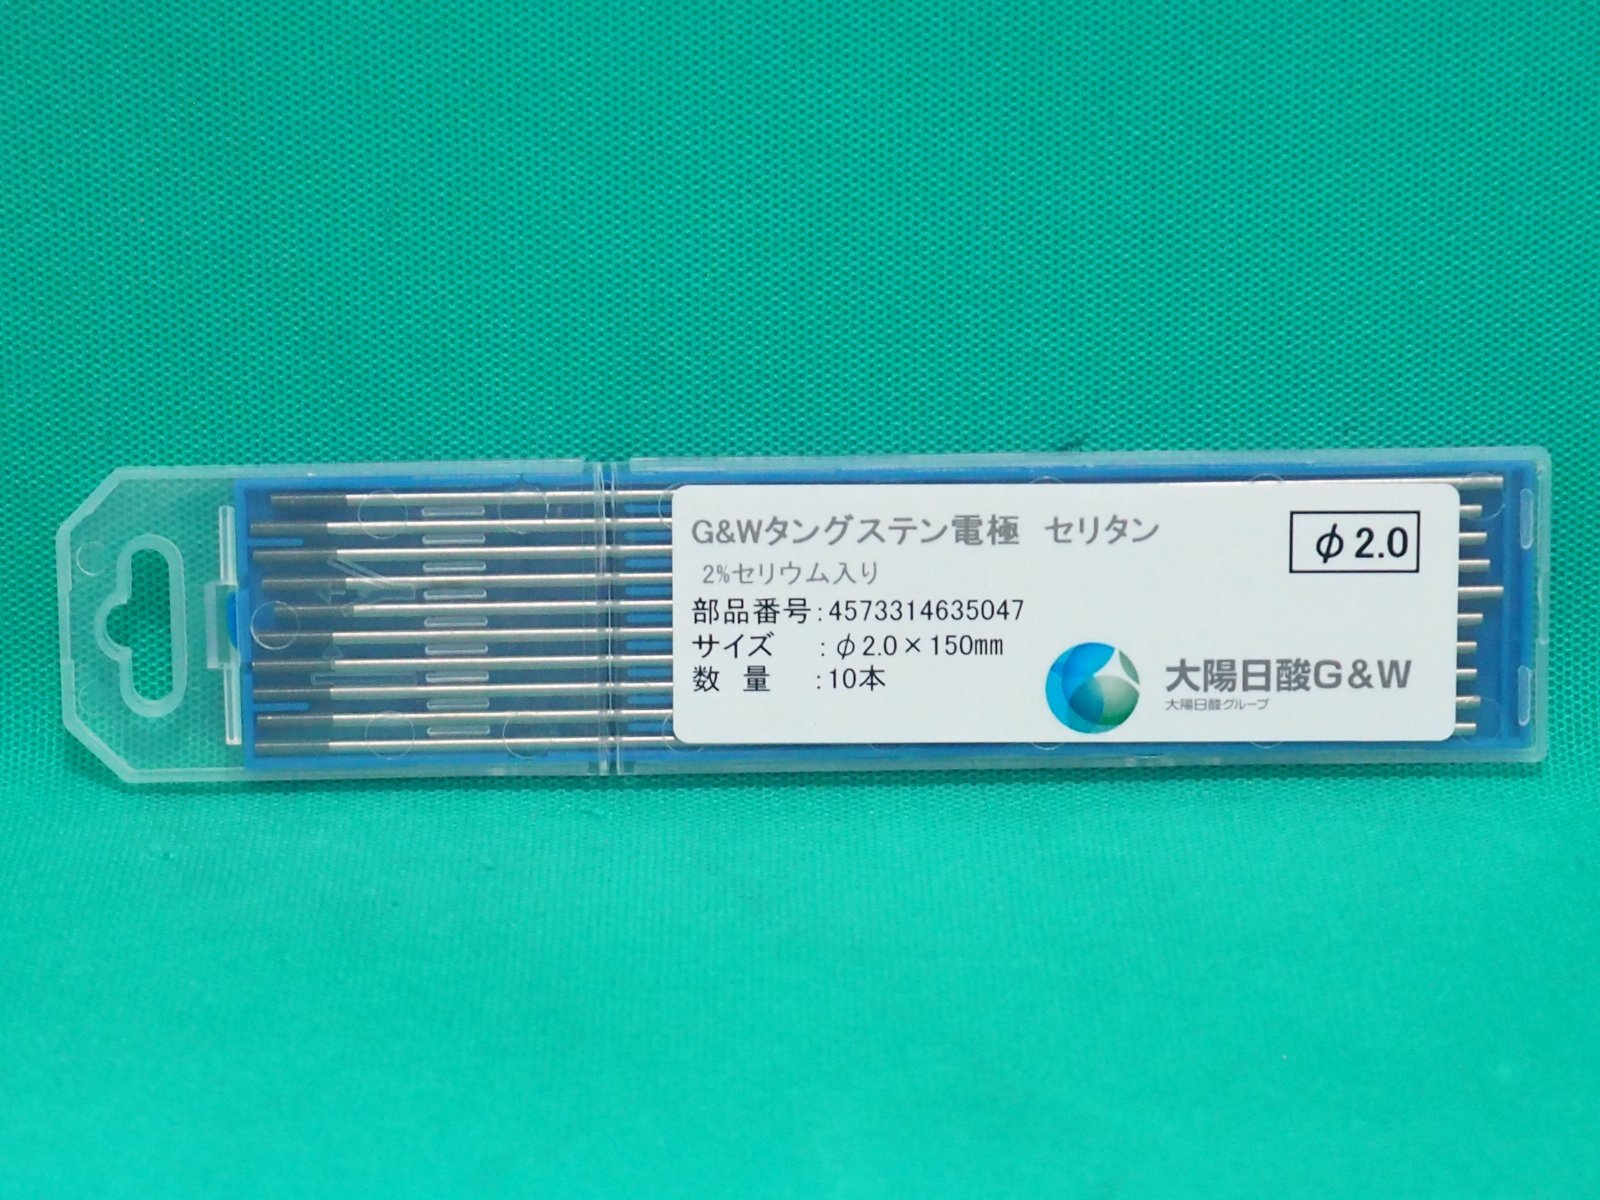 G&Wタングステン電極 セリタン
φ2.0
2%セリウム入り
部品番号:4573314635047
サイズ :φ2.0×150mm
数 量 :10本
大陽日酸G&W
大陽日酸グループ